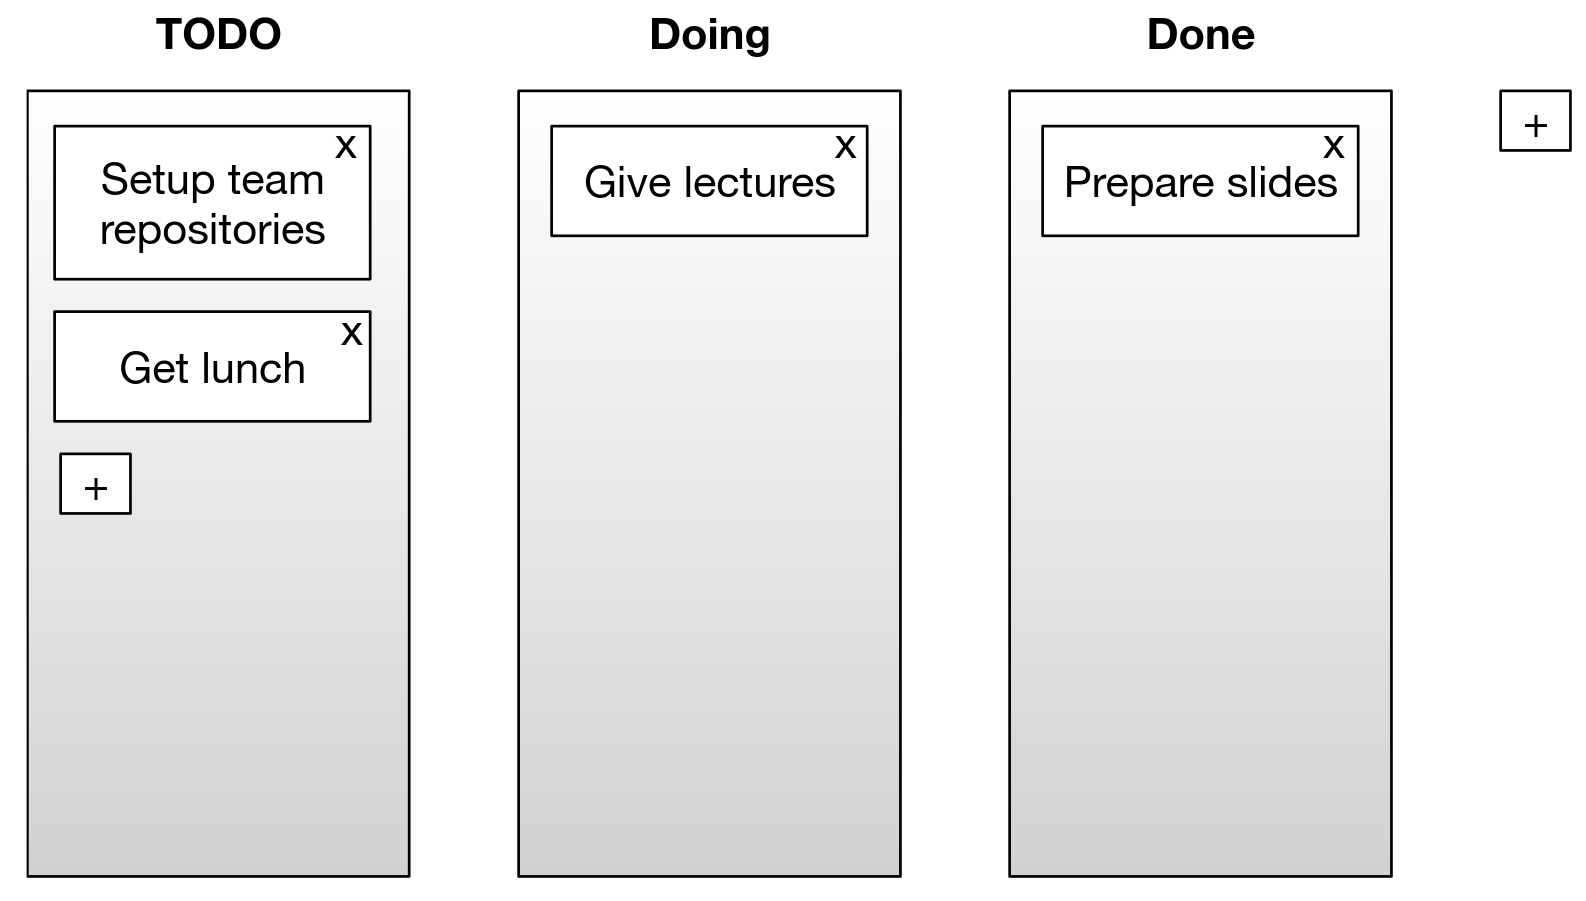 TODO
x
Setup team
repositories
x
Get lunch
+
Doing
x
Give lectures
Done
x
Prepare slides
+